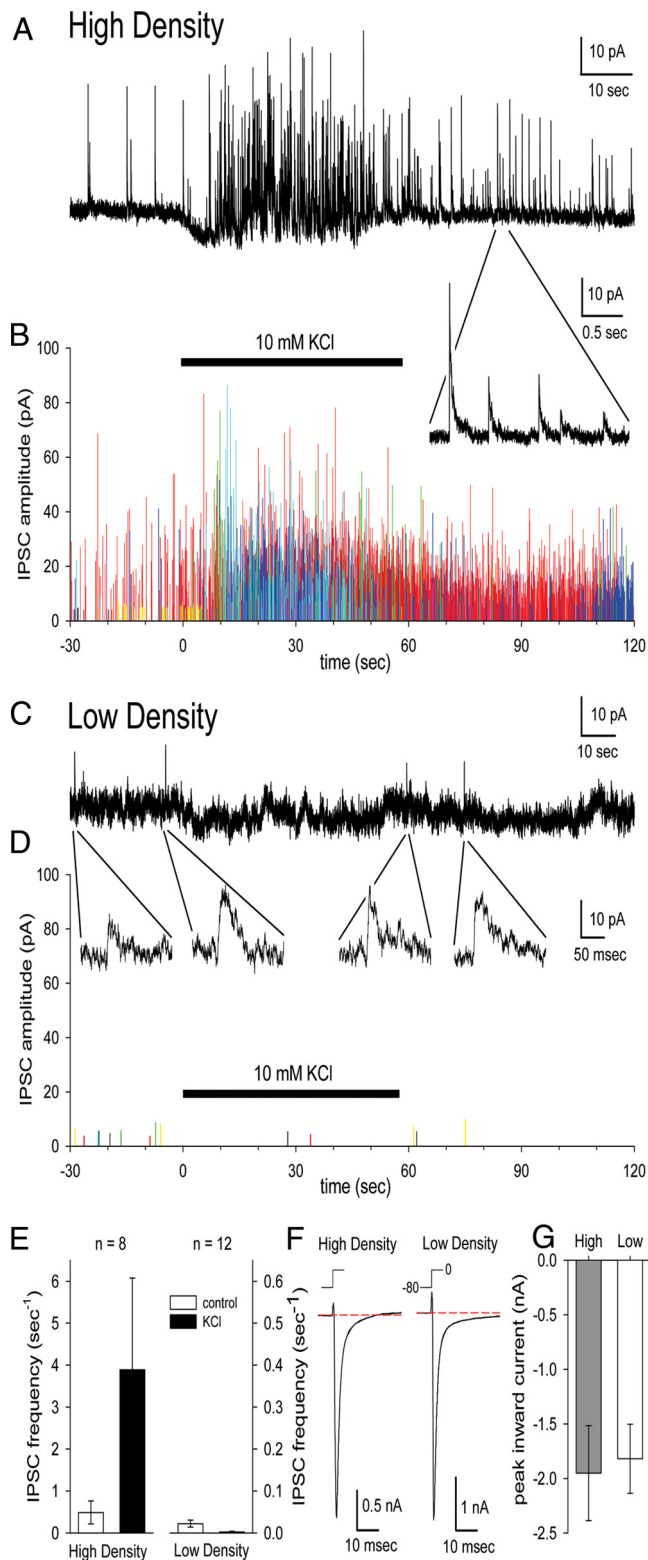 A High Density
10 pA
10 sec
10 pA
0.5 sec
B
10 mM KCl
IPSC amplitude (pA)
100
80
60
40
20
0
-30 0 30 60 90 120
time (sec)
C Low Density
10 pA
10 sec
D
IPSC amplitude (pA)
100
80
60
40
20
0
10 pA
50 msec
10 mM KCl
-30 0 30 60 90 120
time (sec)
E
n = 8 n = 12
IPSC frequency (sec-1)
6
5
4
3
2
1
0
control
KCl
0.6
0.5
0.4
0.3
0.2
0.1
0.0
IPSC frequency (sec-1)
High Density Low Density
F
High Density Low Density
-80 0
0.5 nA
10 msec
1 nA
10 msec
G
High Low
peak inward current (nA)
0.0
-0.5
-1.0
-1.5
-2.0
-2.5